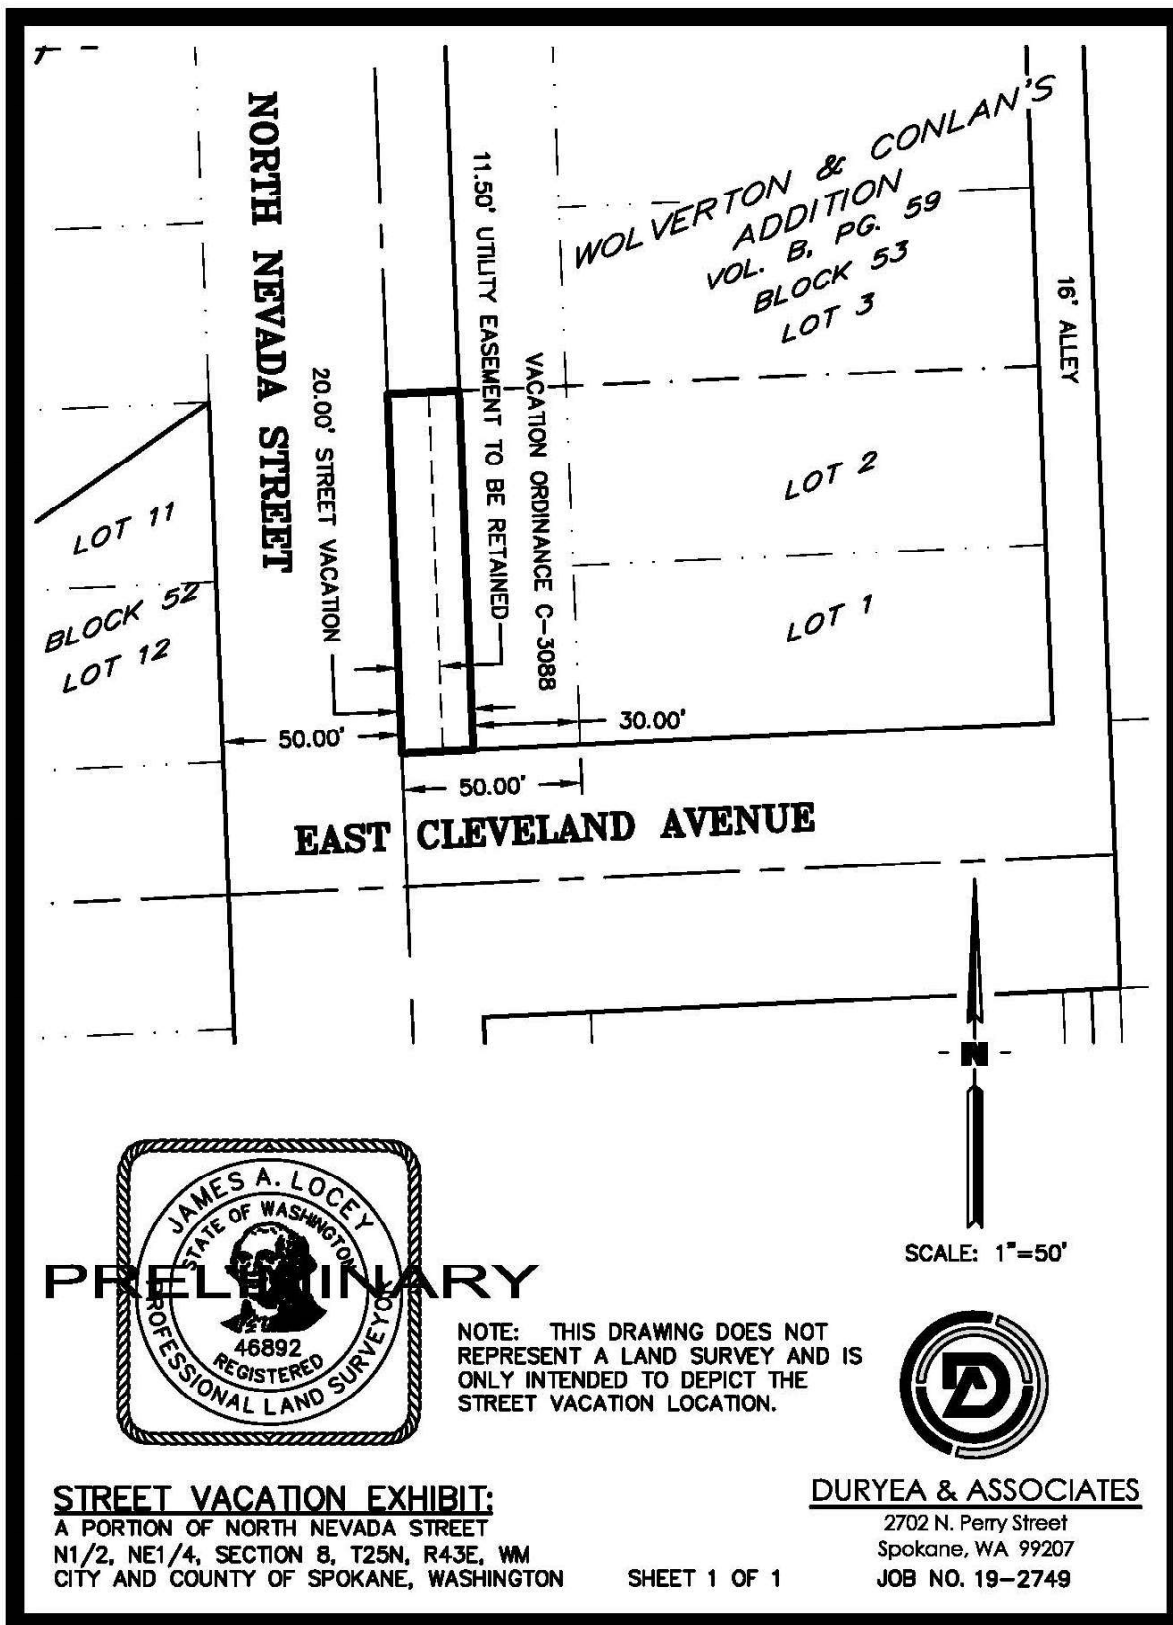 NORTH NEVADA STREET
11.50' UTILITY EASEMENT TO BE RETAINED
VACATION ORDINANCE C-3088
20.00' STREET VACATION
WOLVERTON & CONLAN'S
ADDITION
VOL. B, PG. 59
BLOCK 53
LOT 3
16' ALLEY
LOT 2
LOT 1
LOT 11
BLOCK 52
LOT 12
30.00'
50.00'
50.00'
EAST CLEVELAND AVENUE
- N -
SCALE: 1"=50'
JAMES A. LOCEY
STATE OF WASHINGTON
46892
REGISTERED
PROFESSIONAL LAND SURVEYOR
PRELIMINARY
NOTE: THIS DRAWING DOES NOT
REPRESENT A LAND SURVEY AND IS
ONLY INTENDED TO DEPICT THE
STREET VACATION LOCATION.
STREET VACATION EXHIBIT:
A PORTION OF NORTH NEVADA STREET
N1/2, NE1/4, SECTION 8, T25N, R43E, WM
CITY AND COUNTY OF SPOKANE, WASHINGTON
SHEET 1 OF 1
DA
DURYEA & ASSOCIATES
2702 N. Perry Street
Spokane, WA 99207
JOB NO. 19-2749